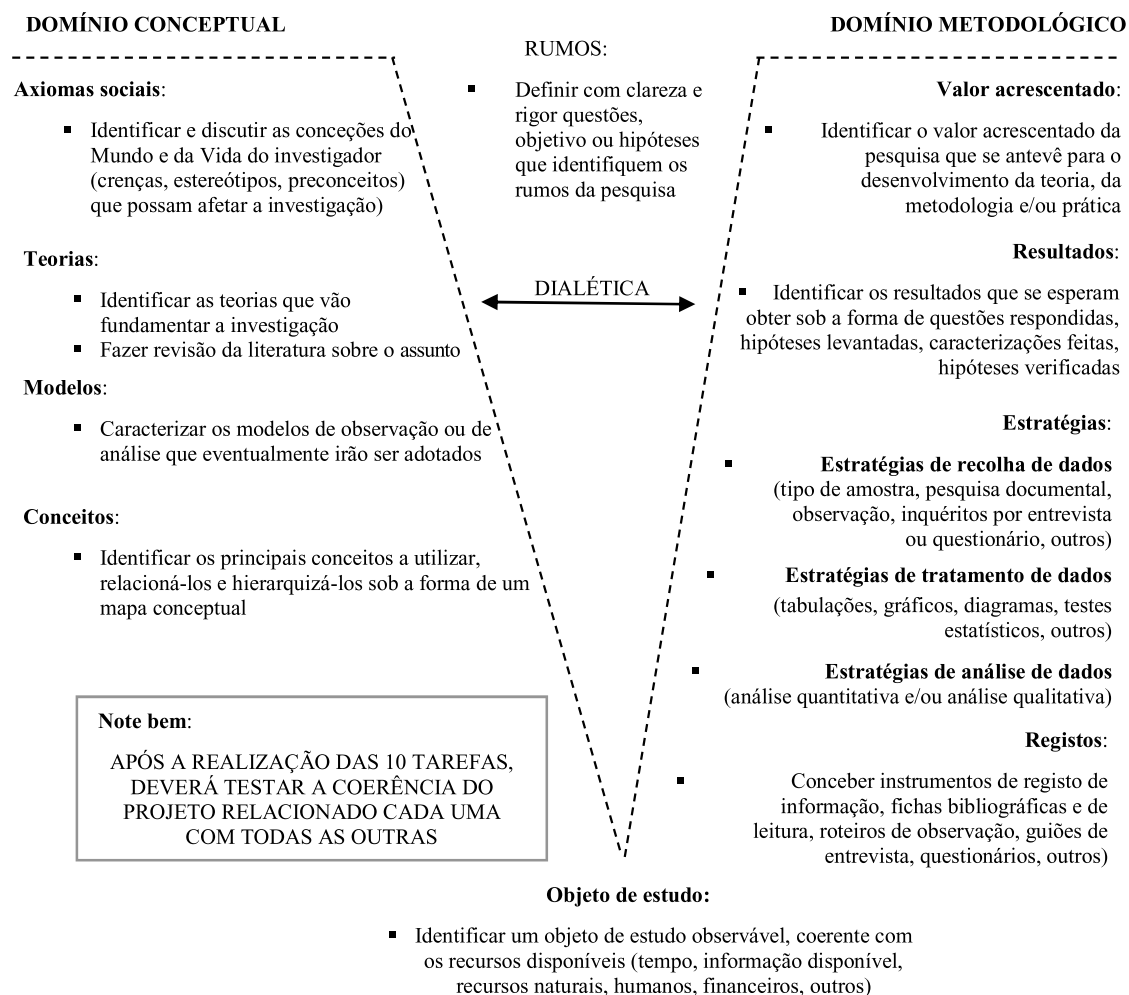 DOMÍNIO CONCEPTUAL
Axiomas sociais:
▪ Identificar e discutir as conceções do
Mundo e da Vida do investigador
(crenças, estereótipos, preconceitos)
que possam afetar a investigação)
Teorias:
▪ Identificar as teorias que vão
fundamentar a investigação
▪ Fazer revisão da literatura sobre o assunto
Modelos:
▪ Caracterizar os modelos de observação ou de
análise que eventualmente irão ser adotados
Conceitos:
▪ Identificar os principais conceitos a utilizar,
relacioná-los e hierarquizá-los sob a forma de um
mapa conceptual
Note bem:
APÓS A REALIZAÇÃO DAS 10 TAREFAS,
DEVERÁ TESTAR A COERÊNCIA DO
PROJETO RELACIONADO CADA UMA
COM TODAS AS OUTRAS
RUMOS:
▪ Definir com clareza e
rigor questões,
objetivo ou hipóteses
que identifiquem os
rumos da pesquisa
DIALÉTICA
DOMÍNIO METODOLÓGICO
Valor acrescentado:
▪ Identificar o valor acrescentado da
pesquisa que se antevê para o
desenvolvimento da teoria, da
metodologia e/ou prática
Resultados:
▪ Identificar os resultados que se esperam
obter sob a forma de questões respondidas,
hipóteses levantadas, caracterizações feitas,
hipóteses verificadas
Estratégias:
▪ Estratégias de recolha de dados
(tipo de amostra, pesquisa documental,
observação, inquéritos por entrevista
ou questionário, outros)
▪ Estratégias de tratamento de dados
(tabulações, gráficos, diagramas, testes
estatísticos, outros)
▪ Estratégias de análise de dados
(análise quantitativa e/ou análise qualitativa)
Registos:
▪ Conceber instrumentos de registo de
informação, fichas bibliográficas e de
leitura, roteiros de observação, guiões de
entrevista, questionários, outros)
Objeto de estudo:
▪ Identificar um objeto de estudo observável, coerente com
os recursos disponíveis (tempo, informação disponível,
recursos naturais, humanos, financeiros, outros)